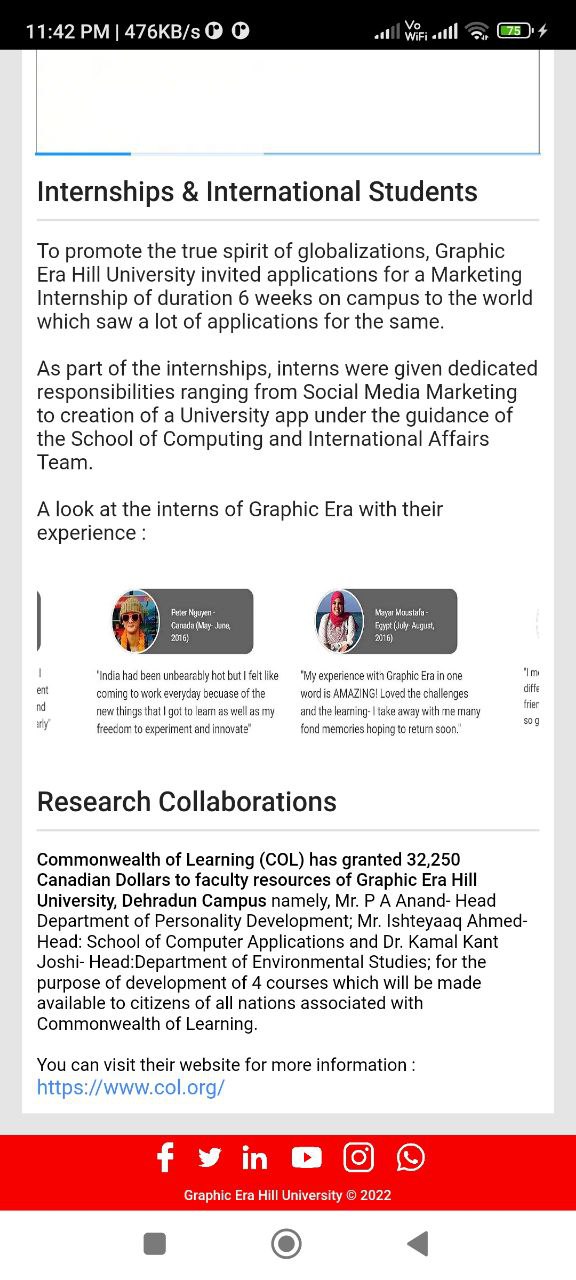 11:42 PM | 476KB/s
Vo
WiFi
75
Internships & International Students
To promote the true spirit of globalizations, Graphic
Era Hill University invited applications for a Marketing
Internship of duration 6 weeks on campus to the world
which saw a lot of applications for the same.
As part of the internships, interns were given dedicated
responsibilities ranging from Social Media Marketing
to creation of a University app under the guidance of
the School of Computing and International Affairs
Team.
A look at the interns of Graphic Era with their
experience :
Peter Nguyen -
Canada (May- June,
2016)
"India had been unbearably hot but I felt like
coming to work everyday becuase of the
new things that I got to learn as well as my
freedom to experiment and innovate"
Mayar Moustafa -
Egypt (July- August,
2016)
"My experience with Graphic Era in one
word is AMAZING! Loved the challenges
and the learning- I take away with me many
fond memories hoping to return soon."
Research Collaborations
Commonwealth of Learning (COL) has granted 32,250
Canadian Dollars to faculty resources of Graphic Era Hill
University, Dehradun Campus namely, Mr. P A Anand- Head
Department of Personality Development; Mr. Ishteyaaq Ahmed-
Head: School of Computer Applications and Dr. Kamal Kant
Joshi- Head:Department of Environmental Studies; for the
purpose of development of 4 courses which will be made
available to citizens of all nations associated with
Commonwealth of Learning.
You can visit their website for more information :
https://www.col.org/
Graphic Era Hill University © 2022